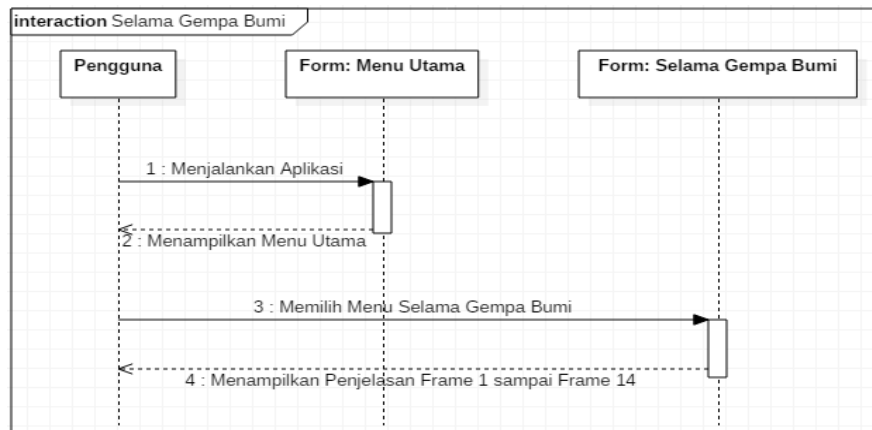 interaction Selama Gempa Bumi
Pengguna
Form: Menu Utama
Form: Selama Gempa Bumi
1 : Menjalankan Aplikasi
2 : Menampilkan Menu Utama
3 : Memilih Menu Selama Gempa Bumi
4 : Menampilkan Penjelasan Frame 1 sampai Frame 14